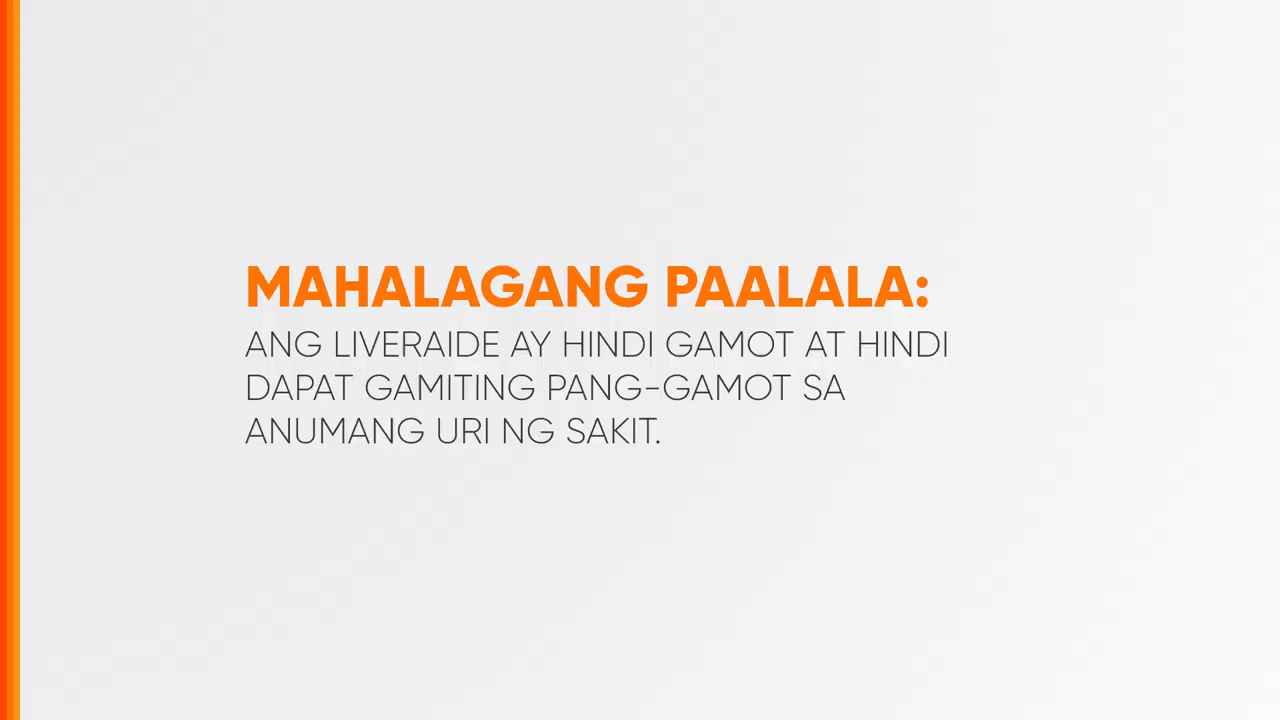 MAHALAGANG PAALALA:
ANG LIVERAIDE AY HINDI GAMOT AT HINDI
DAPAT GAMITING PANG-GAMOT SA
ANUMANG URI NG SAKIT.